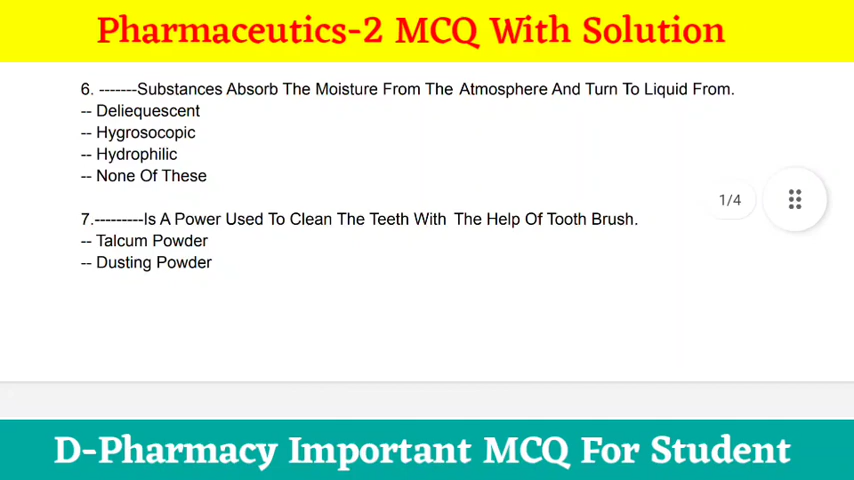 Pharmaceutics-2 MCQ With Solution
6. -------Substances Absorb The Moisture From The Atmosphere And Turn To Liquid From.
-- Deliequescent
-- Hygrosocopic
-- Hydrophilic
-- None Of These
1/4
7.---------Is A Power Used To Clean The Teeth With The Help Of Tooth Brush.
-- Talcum Powder
-- Dusting Powder
D-Pharmacy Important MCQ For Student